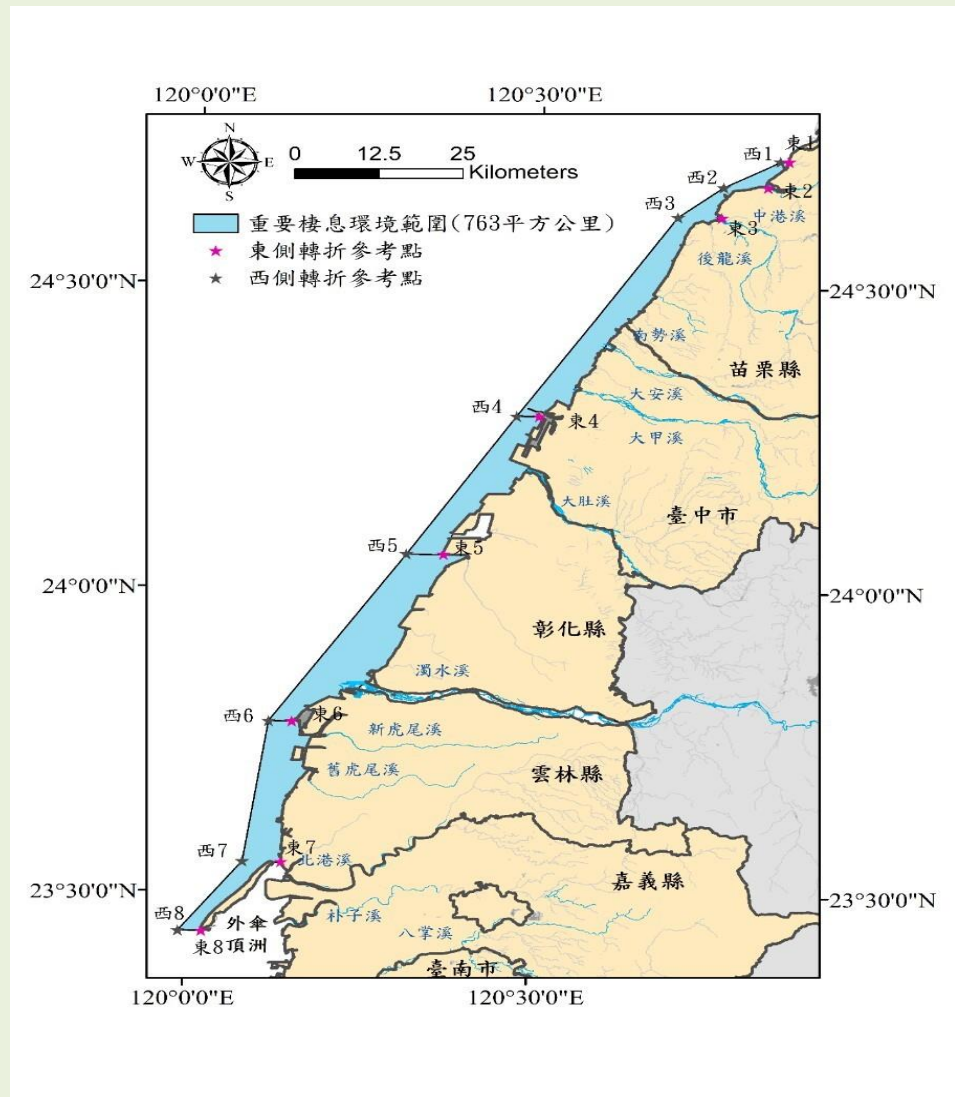 120°0'0"E
120°30'0"E
N
W
E
S
0
12.5
25
Kilometers
重要棲息環境範圍(763平方公里)
東側轉折參考點
西側轉折參考點
東1
西1
西2
東2
西3
東3
中港溪
後龍溪
24°30'0"N
24°30'0"N
南勢溪
苗栗縣
大安溪
西4
東4
大甲溪
大肚溪
臺中市
西5
東5
24°0'0"N
24°0'0"N
彰化縣
濁水溪
西6
東6
新虎尾溪
舊虎尾溪
雲林縣
西7
東7
北港溪
23°30'0"N
23°30'0"N
嘉義縣
西8
東8
外傘
頂洲
朴子溪
八掌溪
臺南市
120°0'0"E
120°30'0"E